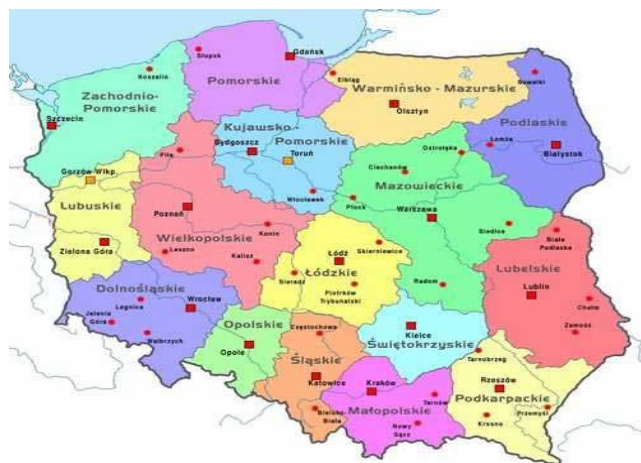 Gdańsk
Słupsk
Koszalin
Pomorskie
Elbląg
Suwałki
Zachodnio-
Pomorskie
Warmińsko - Mazurskie
Olsztyn
Szczecin
Podlaskie
Kujawsko-
Pomorskie
Bydgoszcz
Toruń
Piła
Ostrołęka
Łomża
Białystok
Ciechanów
Gorzów Wlkp.
Mazowieckie
Włocławek
Płock
Lubuskie
Poznań
Warszawa
Konin
Siedlce
Biała
Podlaska
Wielkopolskie
Zielona Góra
Leszno
Kalisz
Łódź
Skierniewice
Łódzkie
Sieradz
Piotrków
Trybunalski
Radom
Lubelskie
Lublin
Dolnośląskie
Legnica
Wrocław
Jelenia
Góra
Wałbrzych
Chełm
Zamość
Opolskie
Opole
Częstochowa
Kielce
Świętokrzyskie
Śląskie
Katowice
Tarnobrzeg
Kraków
Rzeszów
Podkarpackie
Bielsko-
Biała
Małopolskie
Tarnów
Nowy
Sącz
Krosno
Przemyśl